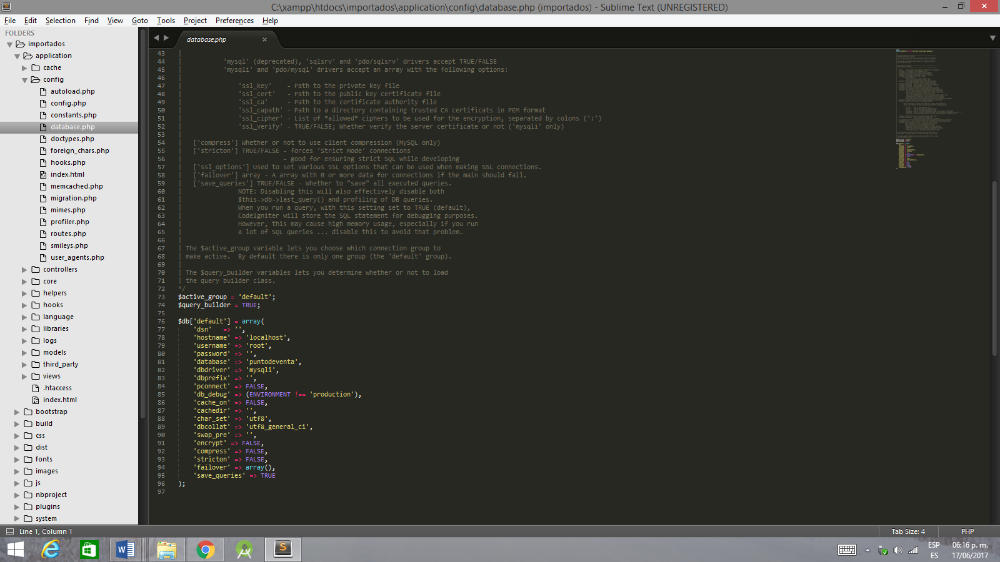 C:\xampp\htdocs\importados\application\config\database.php (importados) - Sublime Text (UNREGISTERED)
File Edit Selection Find View Goto Tools Project Preferences Help
FOLDERS
importados
application
cache
config
autoload.php
config.php
constants.php
database.php
doctypes.php
foreign_chars.php
hooks.php
index.html
memcached.php
migration.php
mimes.php
profiler.php
routes.php
smileys.php
user_agents.php
controllers
core
helpers
hooks
language
libraries
logs
models
third_party
views
.htaccess
index.html
bootstrap
build
css
dist
fonts
images
js
nbproject
plugins
system
database.php
43 |
44 | 'mysql' (deprecated), 'sqlsrv' and 'pdo/sqlsrv' drivers accept TRUE/FALSE
45 | 'mysqli' and 'pdo/mysql' drivers accept an array with the following options:
46 |
47 | 'ssl_key' - Path to the private key file
48 | 'ssl_cert' - Path to the public key certificate file
49 | 'ssl_ca' - Path to the certificate authority file
50 | 'ssl_capath' - Path to a directory containing trusted CA certificats in PEM format
51 | 'ssl_cipher' - List of *allowed* ciphers to be used for the encryption, separated by colons (':')
52 | 'ssl_verify' - TRUE/FALSE; Whether verify the server certificate or not ('mysqli' only)
53 |
54 | ['compress'] Whether or not to use client compression (MySQL only)
55 | ['stricton'] TRUE/FALSE - forces 'Strict Mode' connections
56 | - good for ensuring strict SQL while developing
57 | ['ssl_options'] Used to set various SSL options that can be used when making SSL connections.
58 | ['failover'] array - A array with 0 or more data for connections if the main should fail.
59 | ['save_queries'] TRUE/FALSE - Whether to "save" all executed queries.
60 | NOTE: Disabling this will also effectively disable both
61 | $this->db->last_query() and profiling of DB queries.
62 | When you run a query, with this setting set to TRUE (default),
63 | CodeIgniter will store the SQL statement for debugging purposes.
64 | However, this may cause high memory usage, especially if you run
65 | a lot of SQL queries ... disable this to avoid that problem.
66 |
67 | The $active_group variable lets you choose which connection group to
68 | make active. By default there is only one group (the 'default' group).
69 |
70 | The $query_builder variables lets you determine whether or not to load
71 | the query builder class.
72 */
73 $active_group = 'default';
74 $query_builder = TRUE;
75
76 $db['default'] = array(
77 'dsn' => '',
78 'hostname' => 'localhost',
79 'username' => 'root',
80 'password' => '',
81 'database' => 'puntodeventa',
82 'dbdriver' => 'mysqli',
83 'dbprefix' => '',
84 'pconnect' => FALSE,
85 'db_debug' => (ENVIRONMENT !== 'production'),
86 'cache_on' => FALSE,
87 'cachedir' => '',
88 'char_set' => 'utf8',
89 'dbcollat' => 'utf8_general_ci',
90 'swap_pre' => '',
91 'encrypt' => FALSE,
92 'compress' => FALSE,
93 'stricton' => FALSE,
94 'failover' => array(),
95 'save_queries' => TRUE
96 );
97
Line 1, Column 1
Tab Size: 4
PHP
ESP
ES
06:16 p. m.
17/06/2017